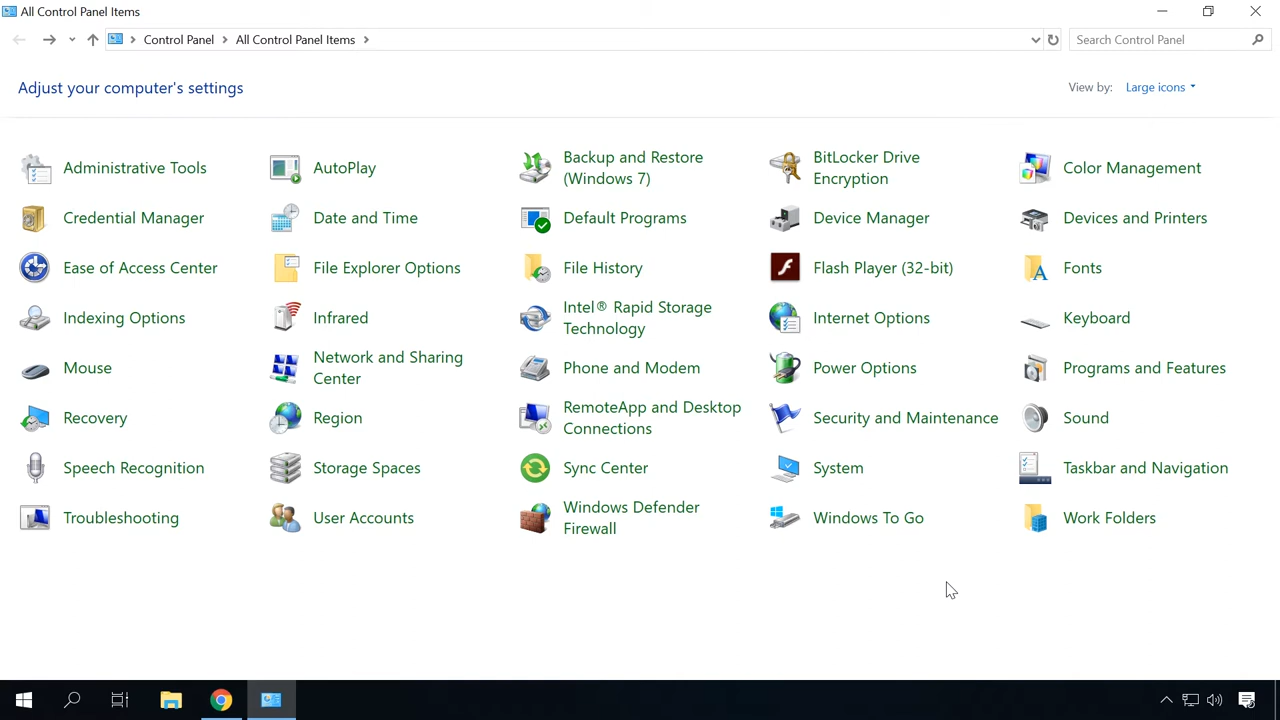 All Control Panel Items
Control Panel All Control Panel Items Search Control Panel
Adjust your computer's settings View by: Large icons
Administrative Tools
AutoPlay
Backup and Restore
(Windows 7)
BitLocker Drive
Encryption
Color Management
Credential Manager
Date and Time
Default Programs
Device Manager
Devices and Printers
Ease of Access Center
File Explorer Options
File History
Flash Player (32-bit)
Fonts
Indexing Options
Infrared
Intel® Rapid Storage
Technology
Internet Options
Keyboard
Mouse
Network and Sharing
Center
Phone and Modem
Power Options
Programs and Features
Recovery
Region
RemoteApp and Desktop
Connections
Security and Maintenance
Sound
Speech Recognition
Storage Spaces
Sync Center
System
Taskbar and Navigation
Troubleshooting
User Accounts
Windows Defender
Firewall
Windows To Go
Work Folders